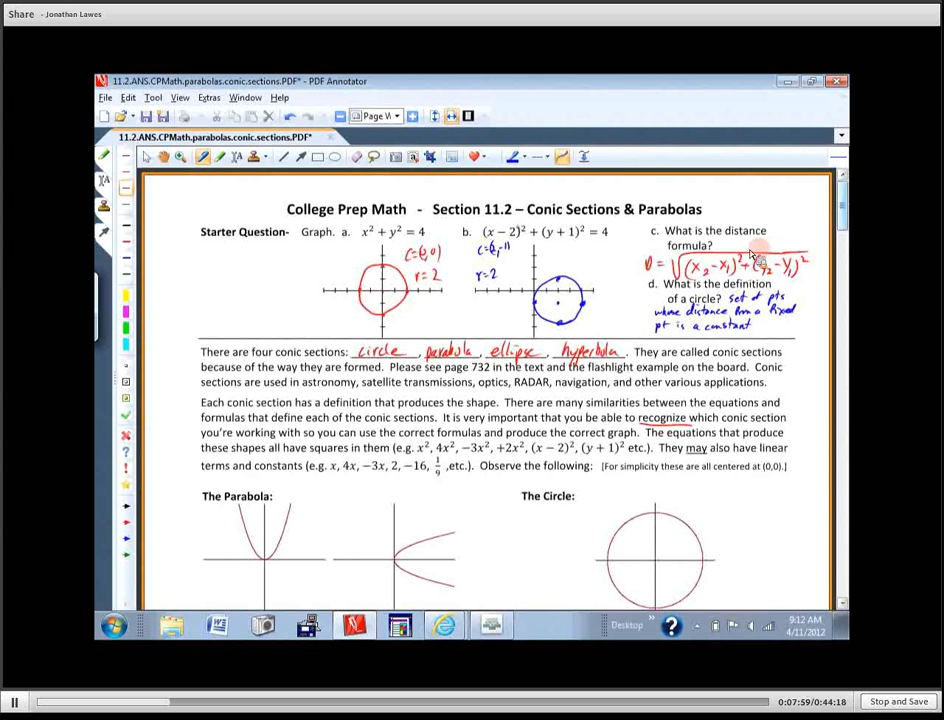 Share - Jonathan Lawes
11.2.ANS.CPMath.parabolas.conic.sections.PDF* - PDF Annotator
File Edit Tool View Extras Window Help
Page W
11.2.ANS.CPMath.parabolas.conic.sections.PDF*
College Prep Math - Section 11.2 – Conic Sections & Parabolas
Starter Question- Graph. a. x² + y² = 4
b. (x − 2)² + (y + 1)² = 4
c. What is the distance
formula?
r = 2
r = 2
D = √(x₂ − x₁)² + (y₂ − y₁)²
d. What is the definition
of a circle? set of pts
whose distance from a fixed
pt is a constant
There are four conic sections: circle, parabola, ellipse, hyperbola. They are called conic sections
because of the way they are formed. Please see page 732 in the text and the flashlight example on the board. Conic
sections are used in astronomy, satellite transmissions, optics, RADAR, navigation, and other various applications.
Each conic section has a definition that produces the shape. There are many similarities between the equations and
formulas that define each of the conic sections. It is very important that you be able to recognize which conic section
you're working with so you can use the correct formulas and produce the correct graph. The equations that produce
these shapes all have squares in them (e.g. x², 4x², −3x², +2x², (x − 2)², (y + 1)² etc.). They may also have linear
terms and constants (e.g. x, 4x, −3x, 2, −16, 1/9, etc.). Observe the following: [For simplicity these are all centered at (0,0).]
The Parabola:
The Circle:
Desktop
9:12 AM
4/11/2012
0:07:59/0:44:18
Stop and Save